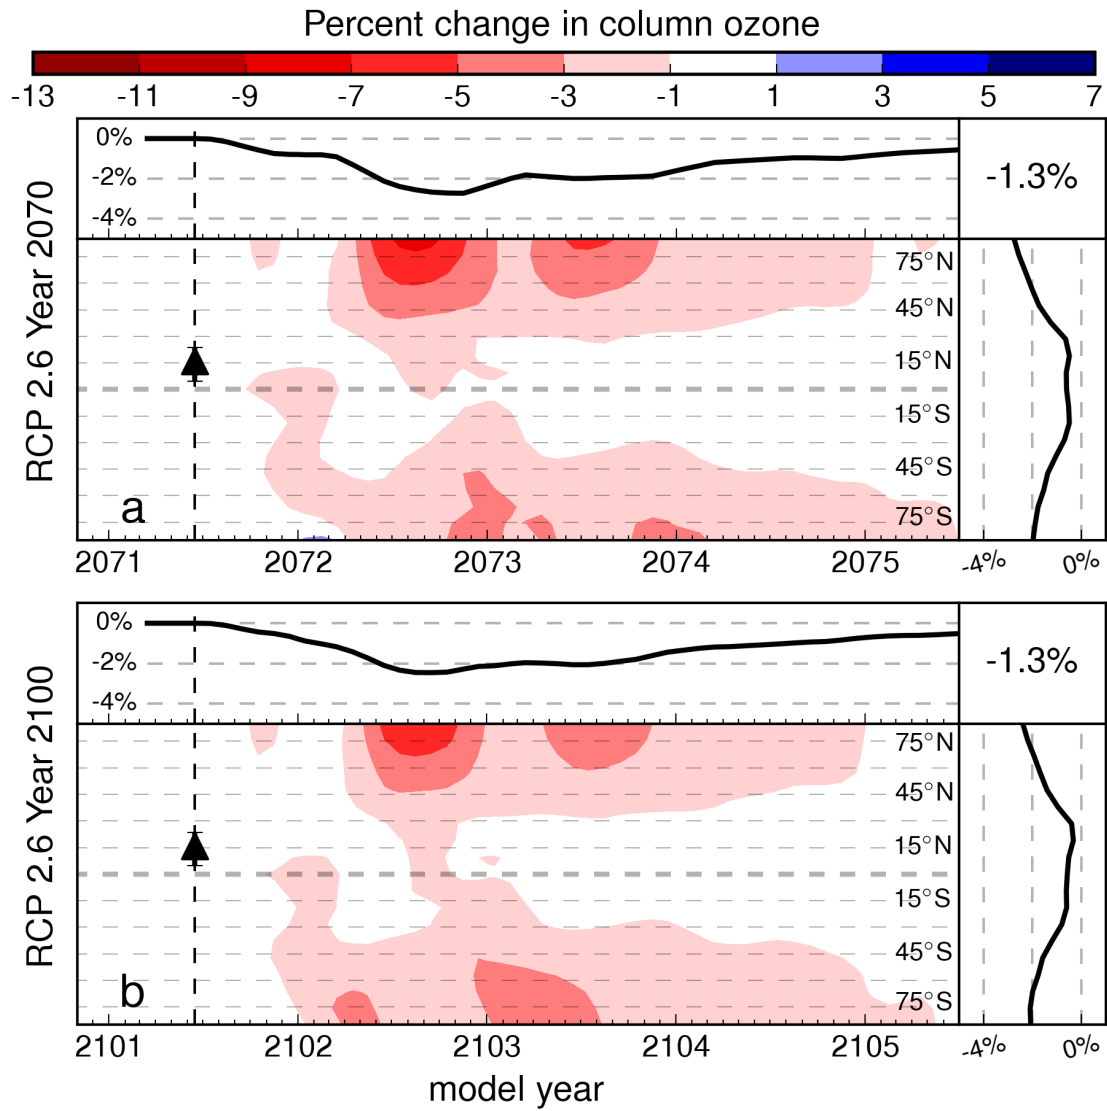 Percent change in column ozone
-13 -11 -9 -7 -5 -3 -1 1 3 5 7
RCP 2.6 Year 2070
0%
-2%
-4%
-1.3%
75°N
45°N
15°N
15°S
45°S
75°S
a
2071 2072 2073 2074 2075
-4% 0%
RCP 2.6 Year 2100
0%
-2%
-4%
-1.3%
75°N
45°N
15°N
15°S
45°S
75°S
b
2101 2102 2103 2104 2105
-4% 0%
model year